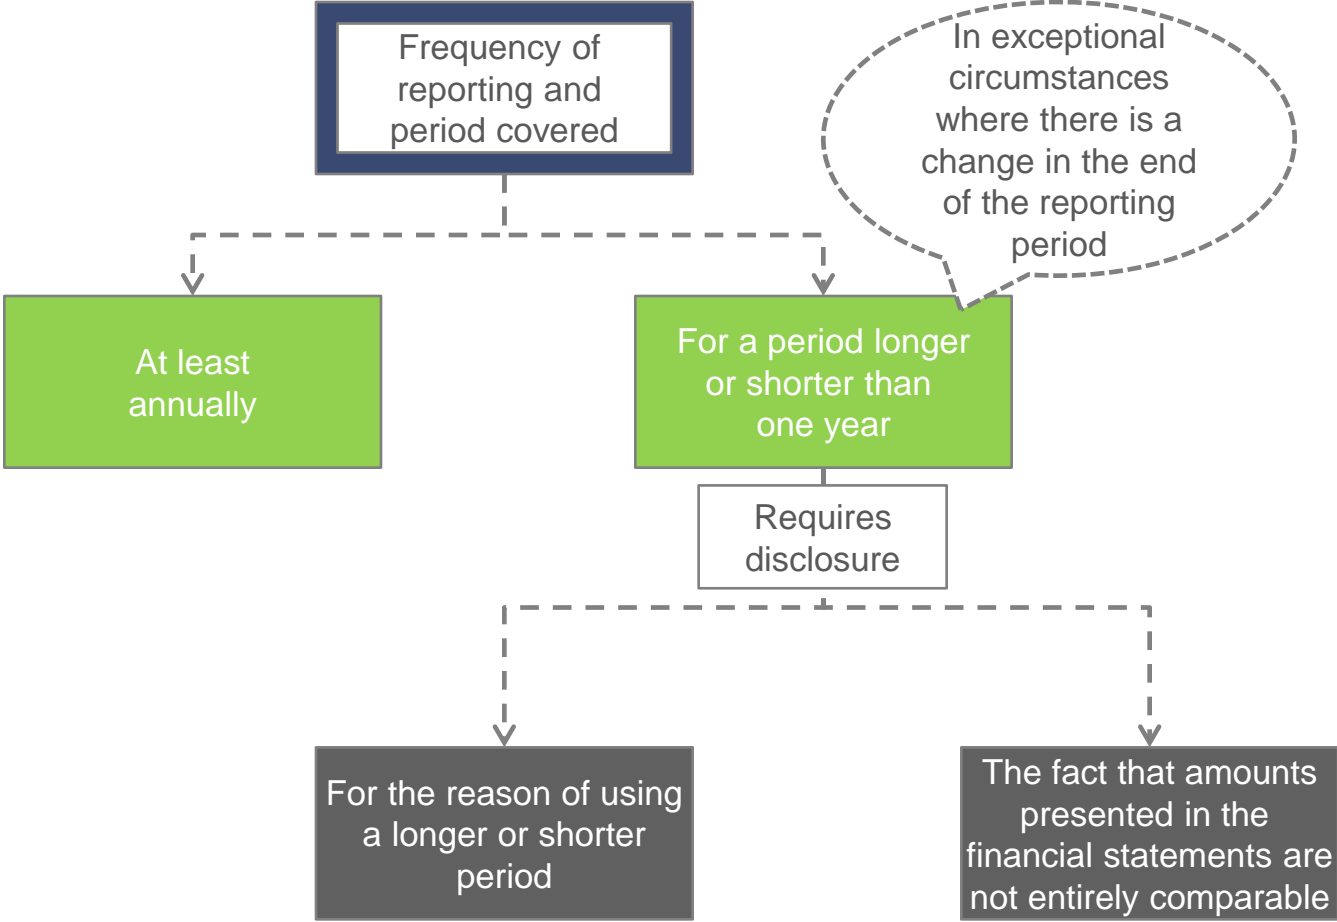 Frequency of
reporting and
period covered
In exceptional
circumstances
where there is a
change in the end
of the reporting
period
At least
annually
For a period longer
or shorter than
one year
Requires
disclosure
For the reason of using
a longer or shorter
period
The fact that amounts
presented in the
financial statements are
not entirely comparable